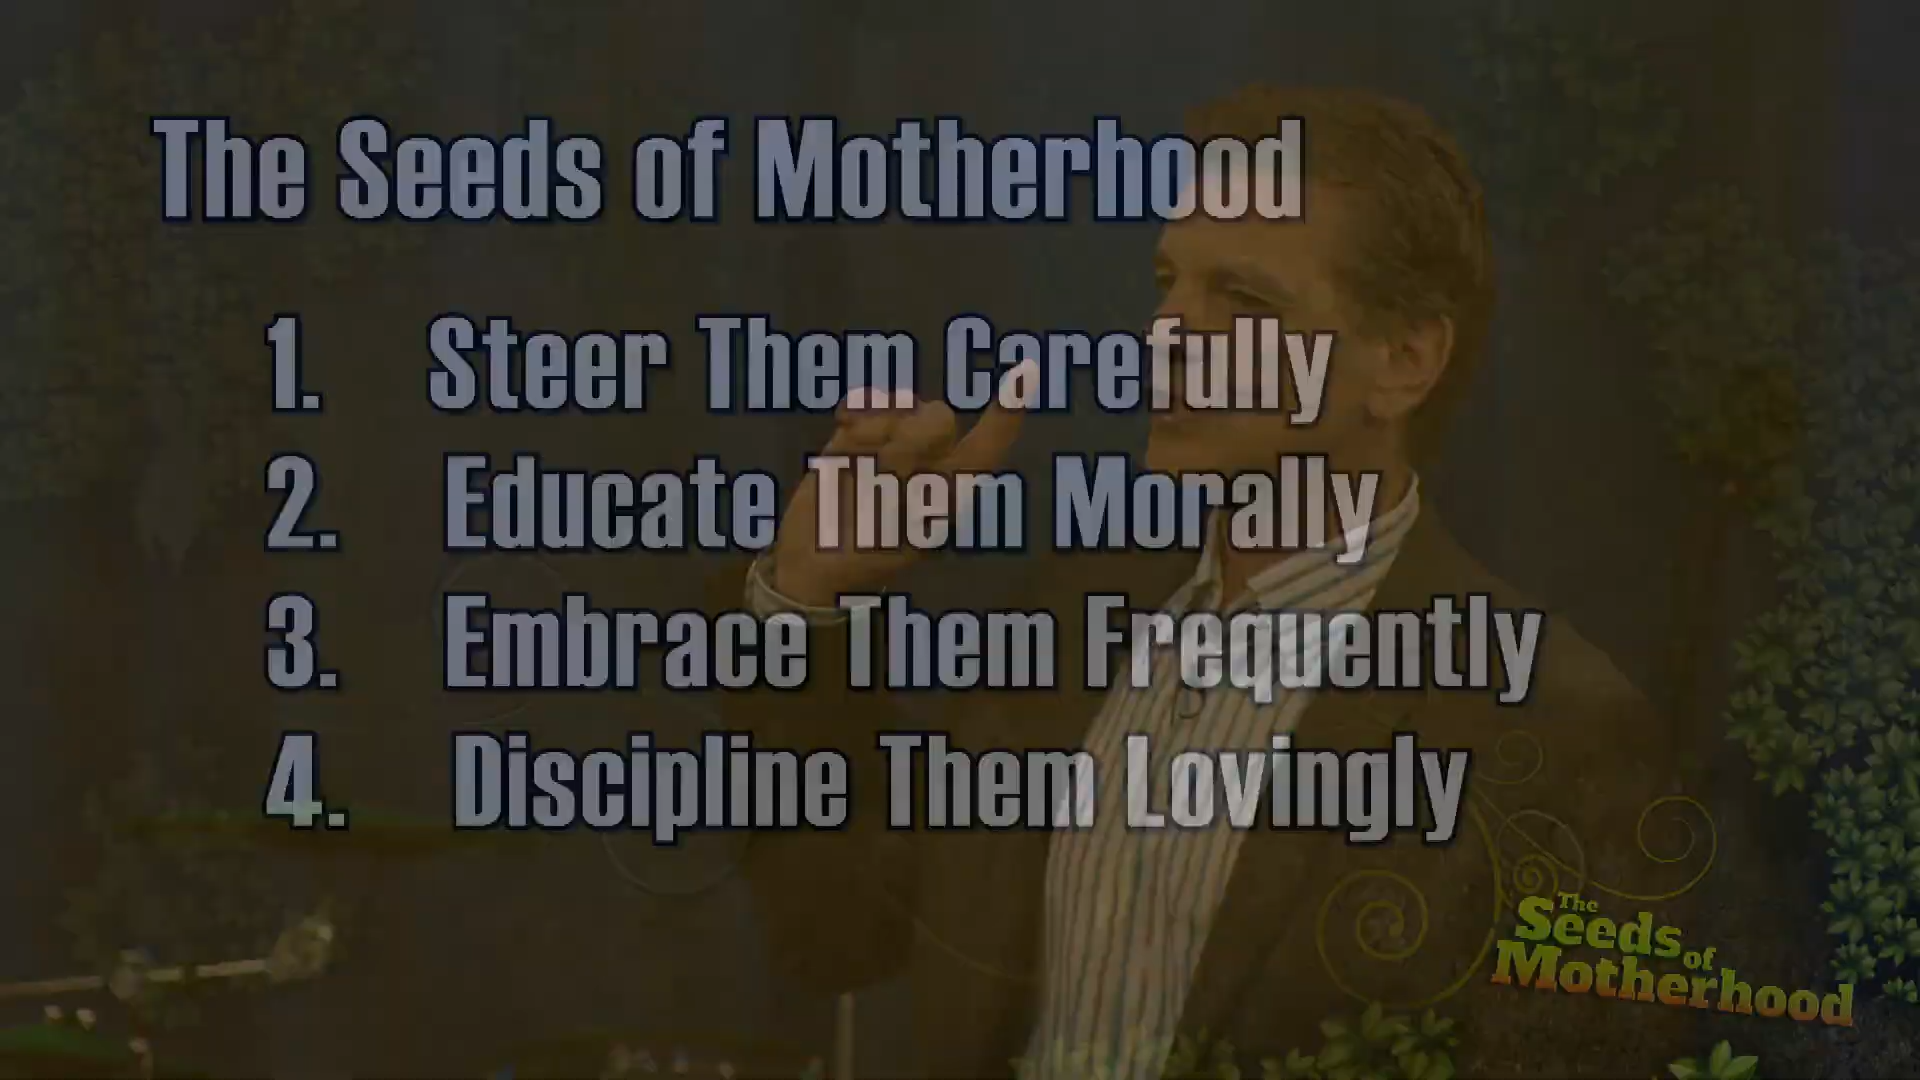 The Seeds of Motherhood
1. Steer Them Carefully
2. Educate Them Morally
3. Embrace Them Frequently
4. Discipline Them Lovingly
The
Seeds of
Motherhood